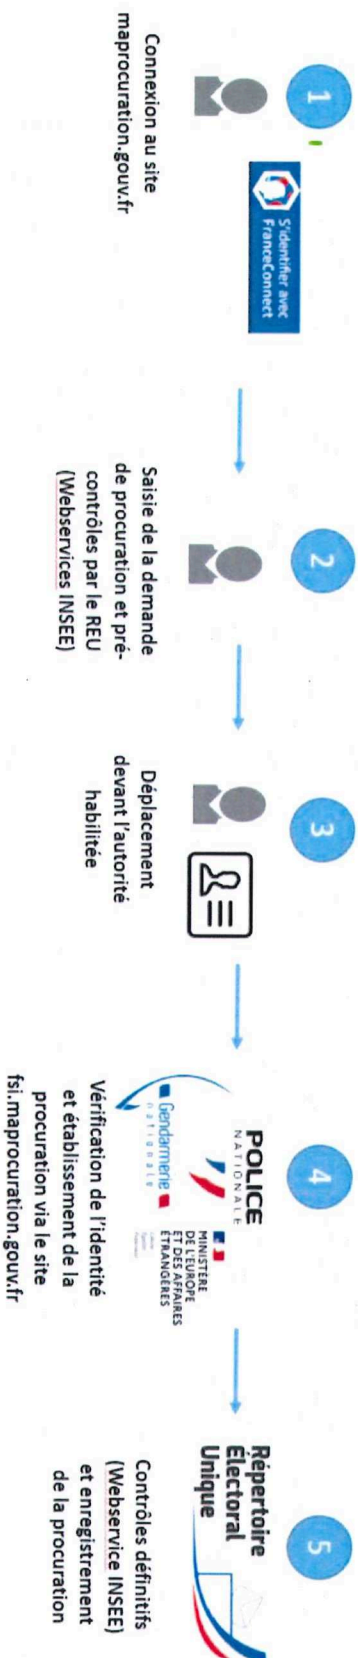 1
S'identifier avec
FranceConnect
Connexion au site
maprocuration.gouv.fr
2
Saisie de la demande
de procuration et pré-
contrôles par le REU
(Webservices INSEE)
3
Déplacement
devant l'autorité
habilitée
4
POLICE
NATIONALE
Gendarmerie
nationale
MINISTÈRE
DE L'EUROPE
ET DES AFFAIRES
ÉTRANGÈRES
Vérification de l'identité
et établissement de la
procuration via le site
fsi.maprocuration.gouv.fr
5
Répertoire
Électoral
Unique
Contrôles définitifs
(Webservice INSEE)
et enregistrement
de la procuration